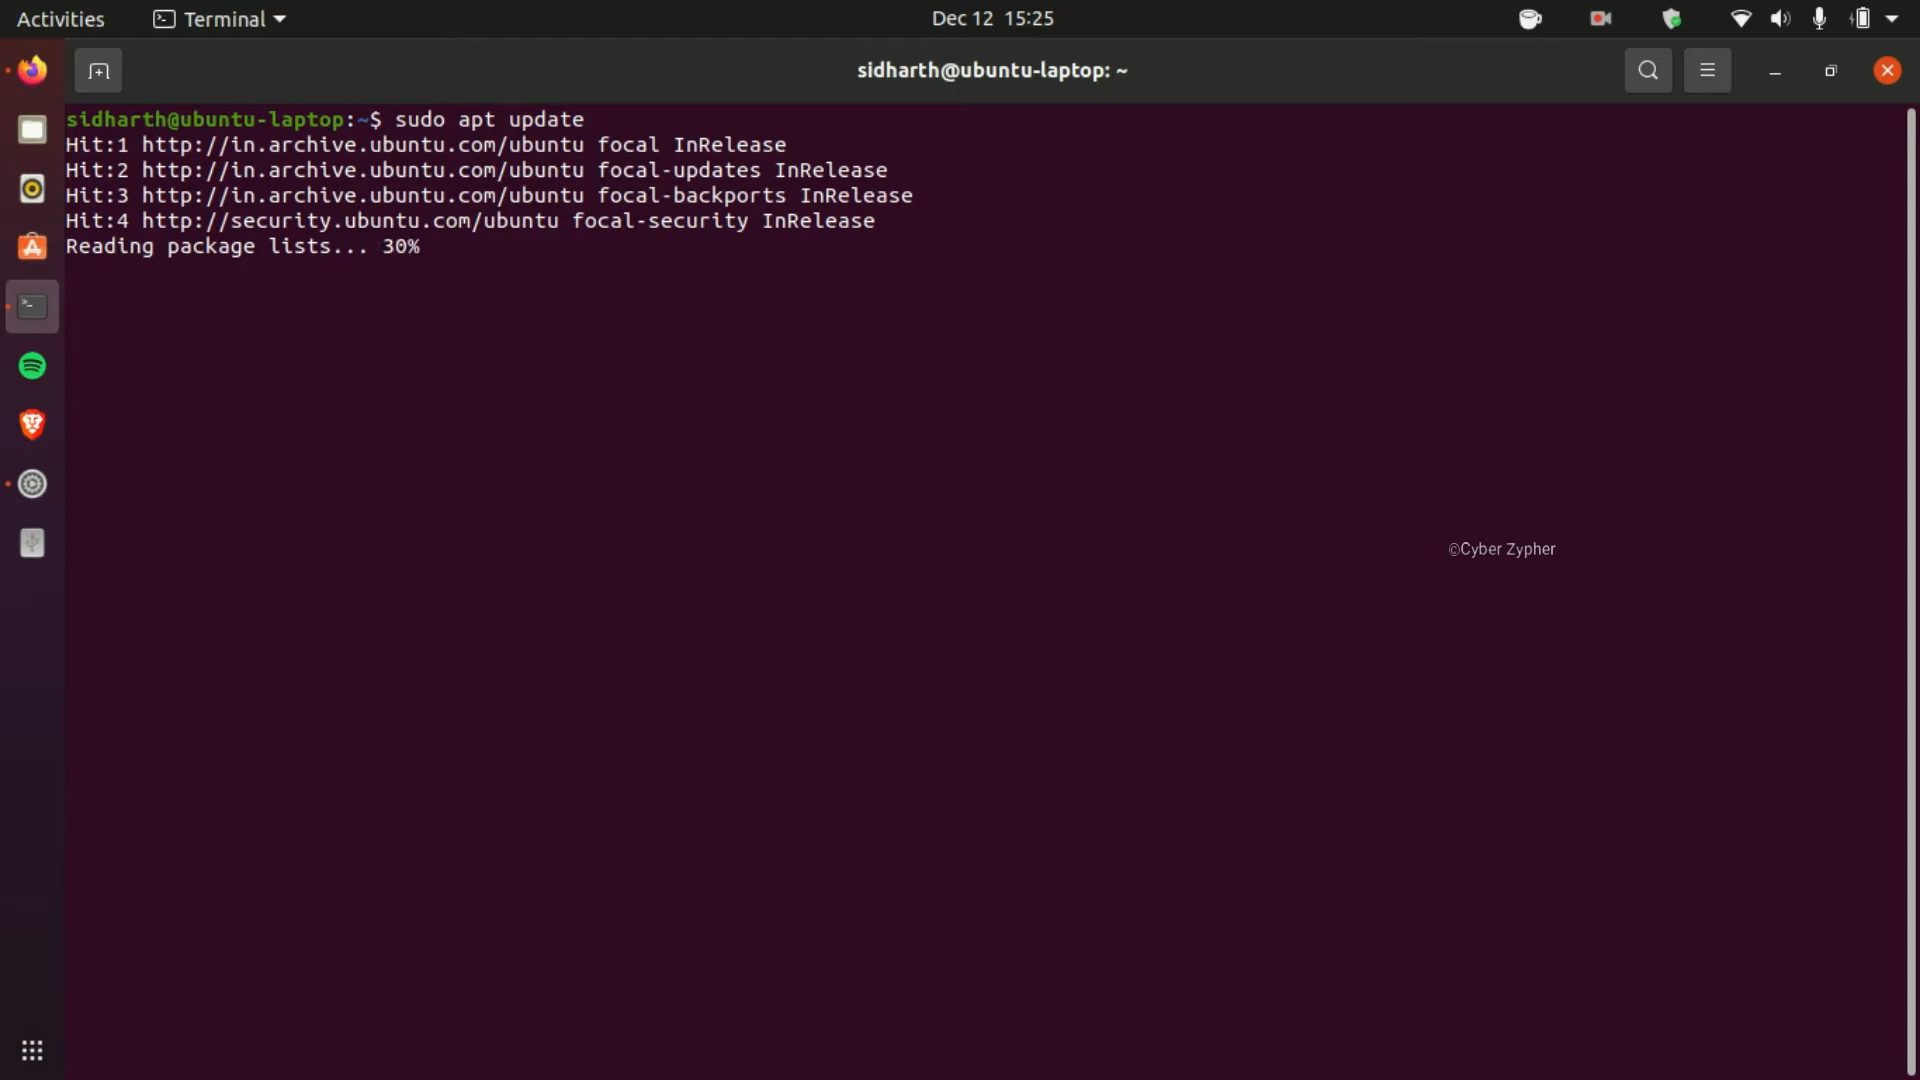 Activities Terminal Dec 12 15:25
sidharth@ubuntu-laptop: ~
sidharth@ubuntu-laptop:~$ sudo apt update
Hit:1 http://in.archive.ubuntu.com/ubuntu focal InRelease
Hit:2 http://in.archive.ubuntu.com/ubuntu focal-updates InRelease
Hit:3 http://in.archive.ubuntu.com/ubuntu focal-backports InRelease
Hit:4 http://security.ubuntu.com/ubuntu focal-security InRelease
Reading package lists... 30%
©Cyber Zypher